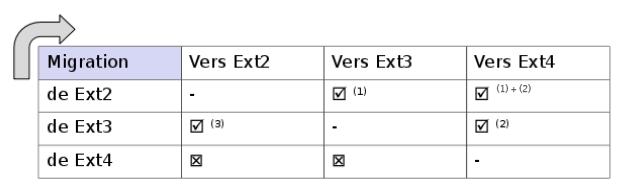 Migration Vers Ext2 Vers Ext3 Vers Ext4
de Ext2 - ☑ (1) ☑ (1) + (2)
de Ext3 ☑ (3) - ☑ (2)
de Ext4 ☒ ☒ -